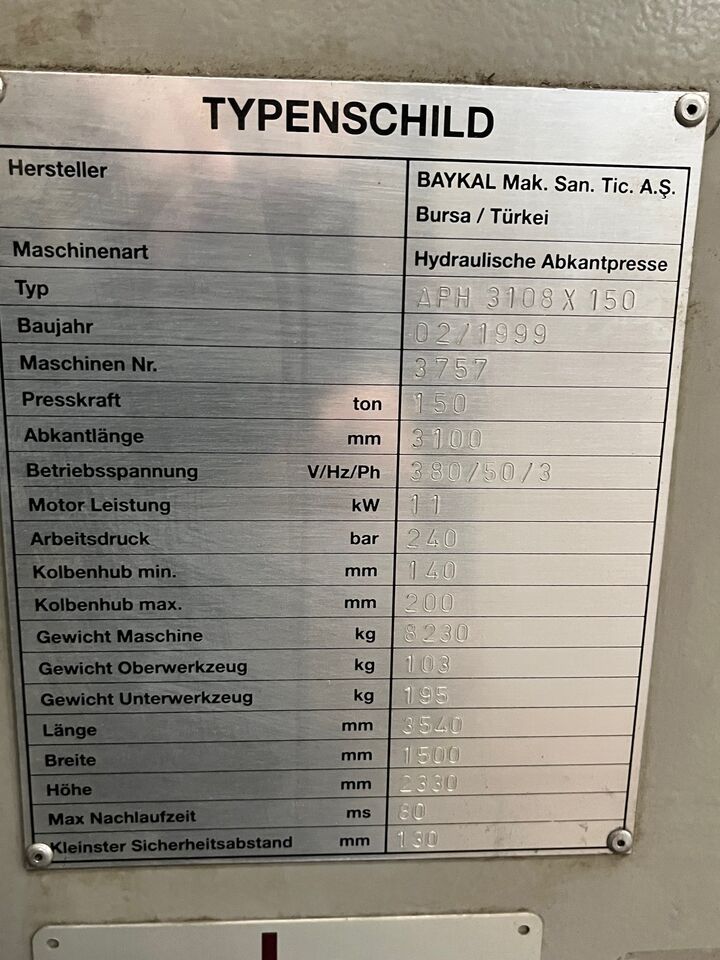 TYPENSCHILD
Hersteller BAYKAL Mak. San. Tic. A.Ş.
Bursa / Türkei
Maschinenart Hydraulische Abkantpresse
Typ APH 3108 X 150
Baujahr 02/1999
Maschinen Nr. 3757
Presskraft ton 150
Abkantlänge mm 3100
Betriebsspannung V/Hz/Ph 380/50/3
Motor Leistung kW 11
Arbeitsdruck bar 240
Kolbenhub min. mm 140
Kolbenhub max. mm 200
Gewicht Maschine kg 8230
Gewicht Oberwerkzeug kg 103
Gewicht Unterwerkzeug kg 195
Länge mm 3540
Breite mm 1500
Höhe mm 2330
Max Nachlaufzeit ms 80
Kleinster Sicherheitsabstand mm 130